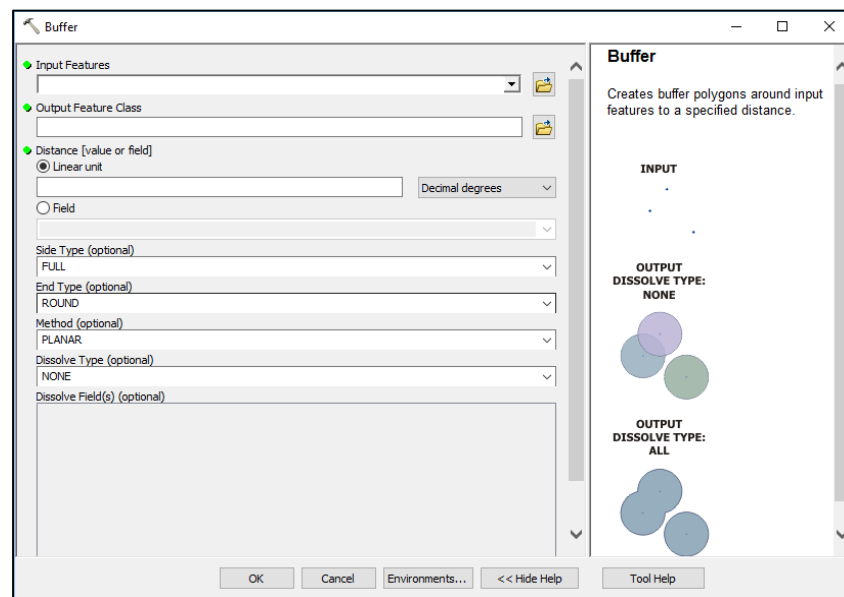 Buffer
Input Features
Output Feature Class
Distance [value or field]
Linear unit
Decimal degrees
Field
Side Type (optional)
FULL
End Type (optional)
ROUND
Method (optional)
PLANAR
Dissolve Type (optional)
NONE
Dissolve Field(s) (optional)
Buffer
Creates buffer polygons around input
features to a specified distance.
INPUT
OUTPUT
DISSOLVE TYPE:
NONE
OUTPUT
DISSOLVE TYPE:
ALL
OK
Cancel
Environments...
<< Hide Help
Tool Help